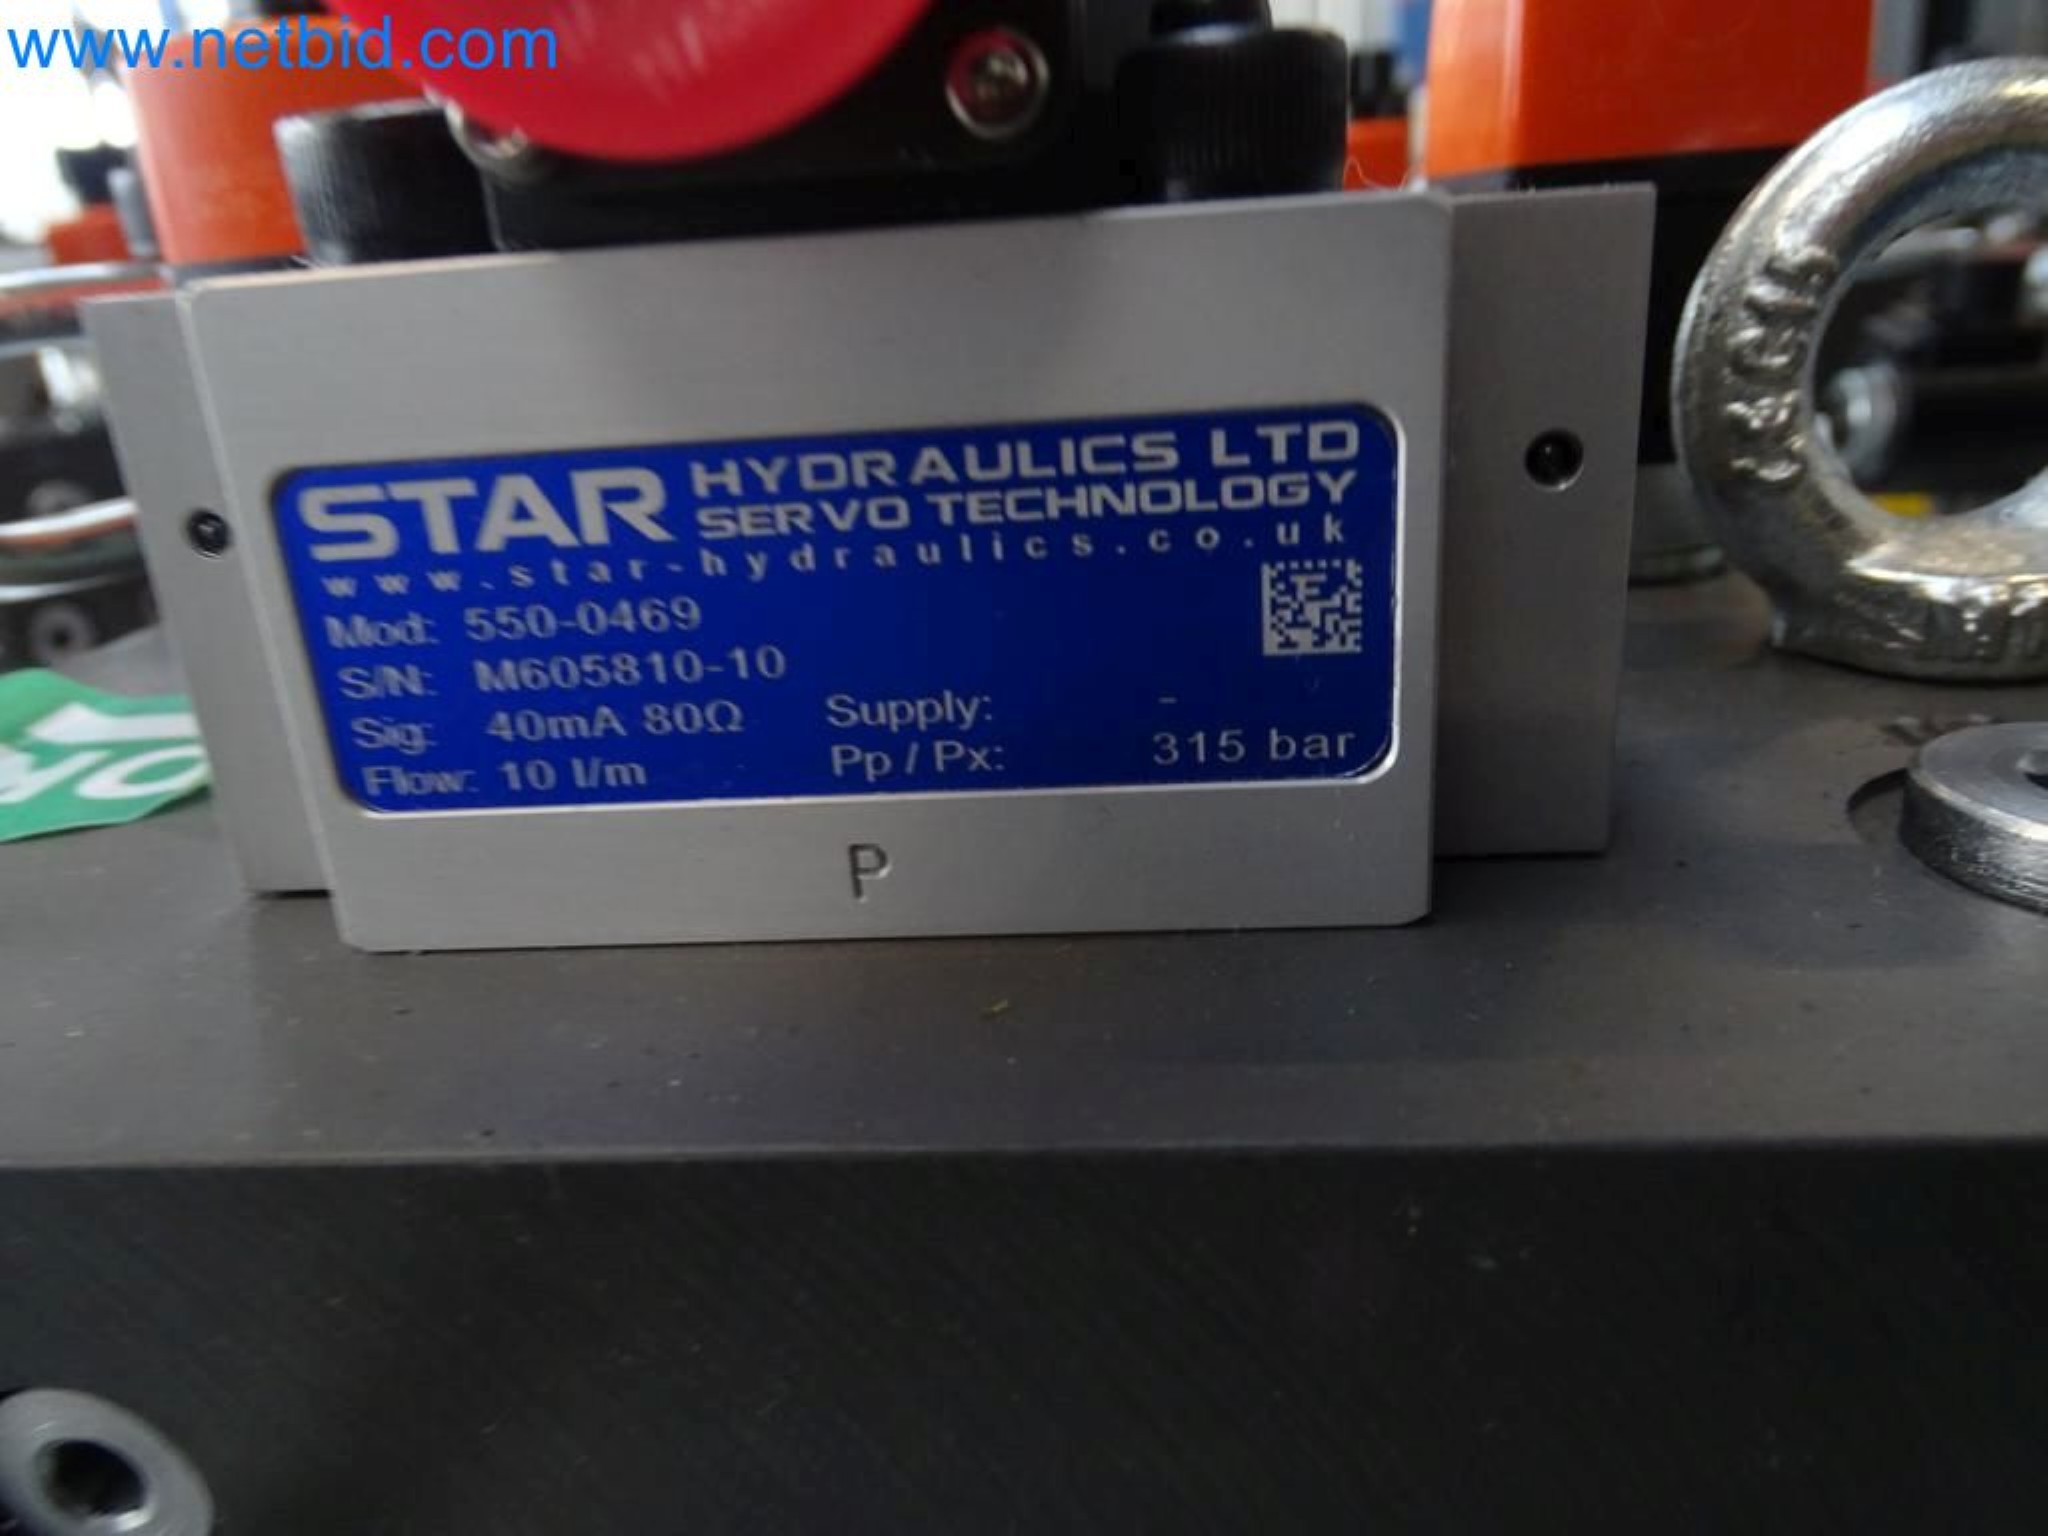 www.netbid.com
STAR HYDRAULICS LTD
SERVO TECHNOLOGY
www.star-hydraulics.co.uk
Mod: 550-0469
S/N: M605810-10
Sig: 40mA 80Ω Supply: -
Flow: 10 l/m Pp / Px: 315 bar
P